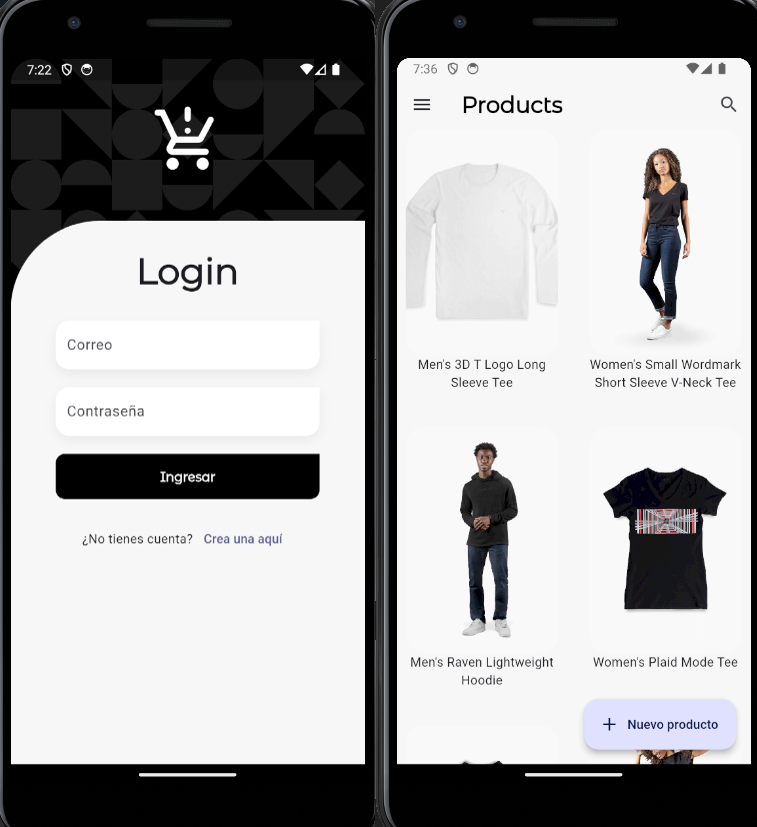 7:22
Login
Correo
Contraseña
Ingresar
¿No tienes cuenta? Crea una aquí
7:36
Products
Men's 3D T Logo Long
Sleeve Tee
Women's Small Wordmark
Short Sleeve V-Neck Tee
Men's Raven Lightweight
Hoodie
Women's Plaid Mode Tee
Nuevo producto